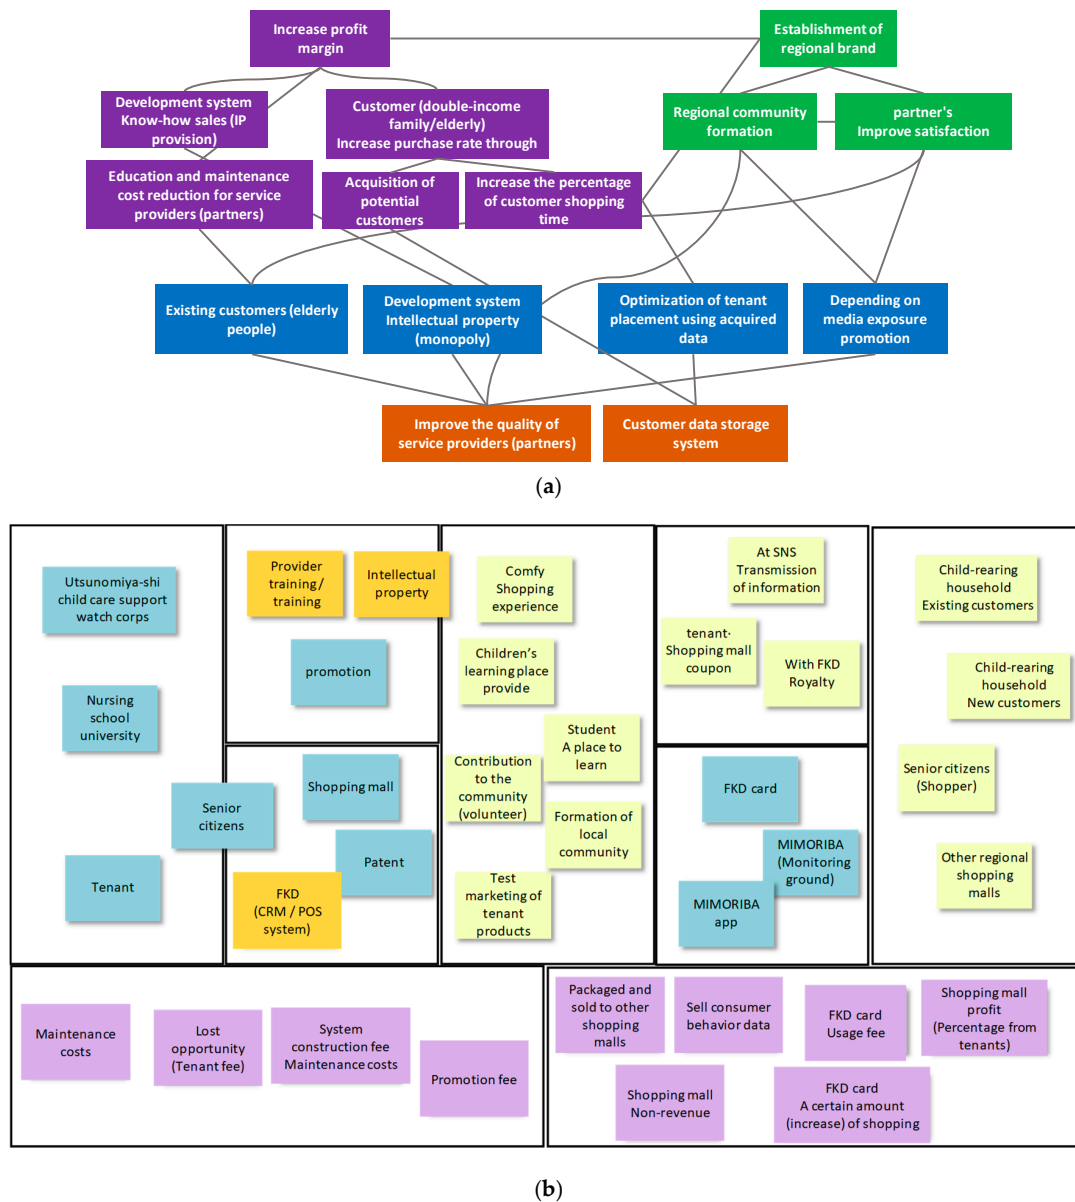 Increase profit
margin
Establishment of
regional brand
Development system
Know-how sales (IP
provision)
Customer (double-income
family/elderly)
Increase purchase rate through
Regional community
formation
partner's
Improve satisfaction
Education and maintenance
cost reduction for service
providers (partners)
Acquisition of
potential
customers
Increase the percentage
of customer shopping
time
Existing customers (elderly
people)
Development system
Intellectual property
(monopoly)
Optimization of tenant
placement using acquired
data
Depending on
media exposure
promotion
Improve the quality of
service providers (partners)
Customer data storage
system
(a)
Utsunomiya-shi
child care support
watch corps
Nursing
school
university
Senior
citizens
Tenant
Provider
training/
training
Intellectual
property
promotion
Shopping mall
Patent
FKD
(CRM / POS
system)
Comfy
Shopping
experience
Children's
learning place
provide
Student
A place to
learn
Contribution
to the
community
(volunteer)
Formation of
local
community
Test
marketing of
tenant
products
At SNS
Transmission
of information
tenant·
Shopping mall
coupon
With FKD
Royalty
FKD card
MIMORIBA
(Monitoring
ground)
MIMORIBA
app
Child-rearing
household
Existing customers
Child-rearing
household
New customers
Senior citizens
(Shopper)
Other regional
shopping
malls
Maintenance
costs
Lost
opportunity
(Tenant fee)
System
construction fee
Maintenance costs
Promotion fee
Packaged and
sold to other
shopping
malls
Sell consumer
behavior data
FKD card
Usage fee
Shopping mall
profit
(Percentage from
tenants)
Shopping mall
Non-revenue
FKD card
A certain amount
(increase) of shopping
(b)